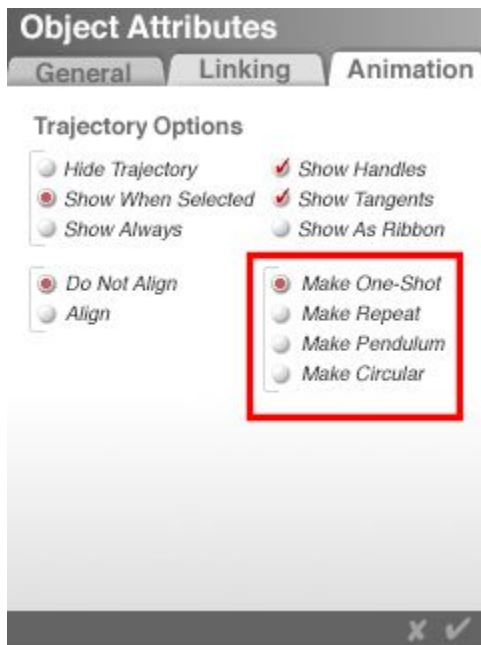 Object Attributes
General Linking Animation
Trajectory Options
Hide Trajectory Show Handles
Show When Selected Show Tangents
Show Always Show As Ribbon
Do Not Align Make One-Shot
Align Make Repeat
Make Pendulum
Make Circular